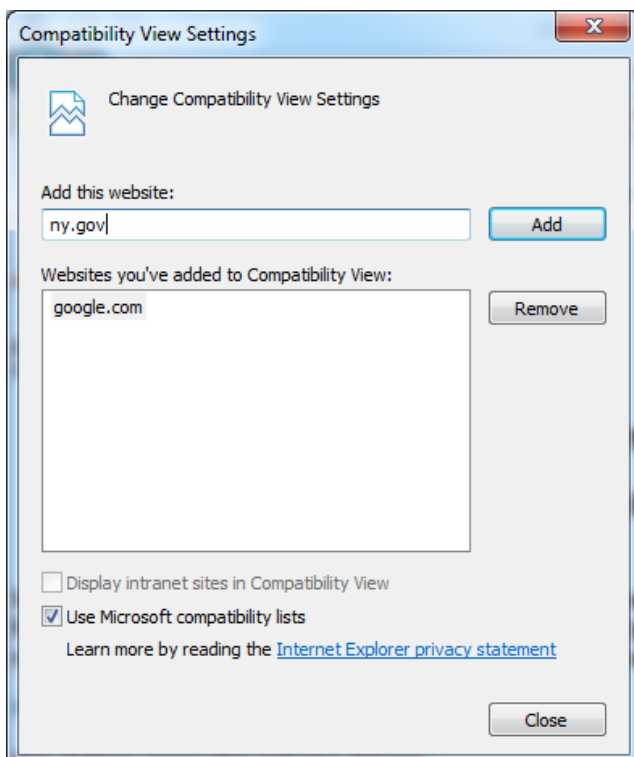 Compatibility View Settings
X
Change Compatibility View Settings
Add this website:
ny.gov
Add
Websites you've added to Compatibility View:
google.com
Remove
Display intranet sites in Compatibility View
Use Microsoft compatibility lists
Learn more by reading the Internet Explorer privacy statement
Close